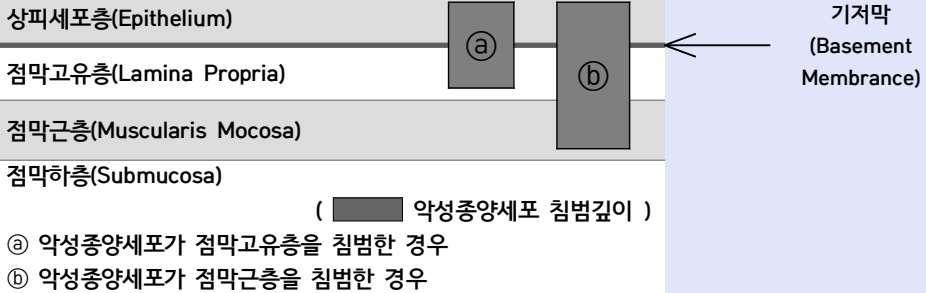 상피세포층(Epithelium)
기저막
(Basement
Membrance)
ⓐ
점막고유층(Lamina Propria)
ⓑ
점막근층(Muscularis Mocosa)
점막하층(Submucosa)
( 악성종양세포 침범깊이 )
ⓐ 악성종양세포가 점막고유층을 침범한 경우
ⓑ 악성종양세포가 점막근층을 침범한 경우